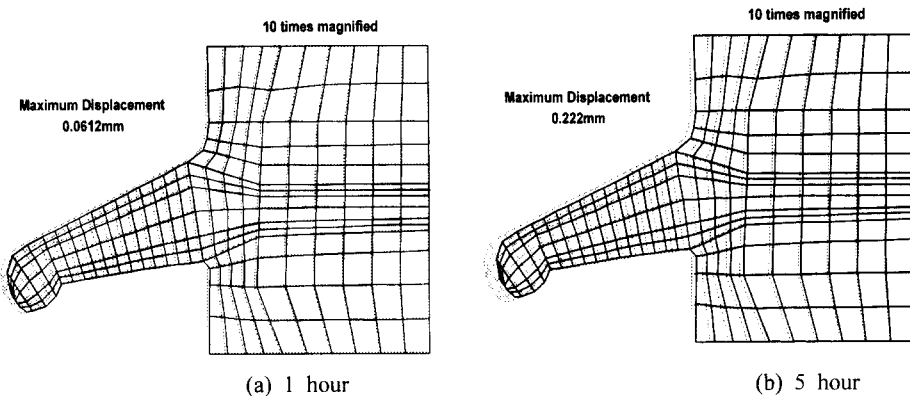 10 times magnified
Maximum Displacement
0.0612mm
(a) 1 hour
10 times magnified
Maximum Displacement
0.222mm
(b) 5 hour